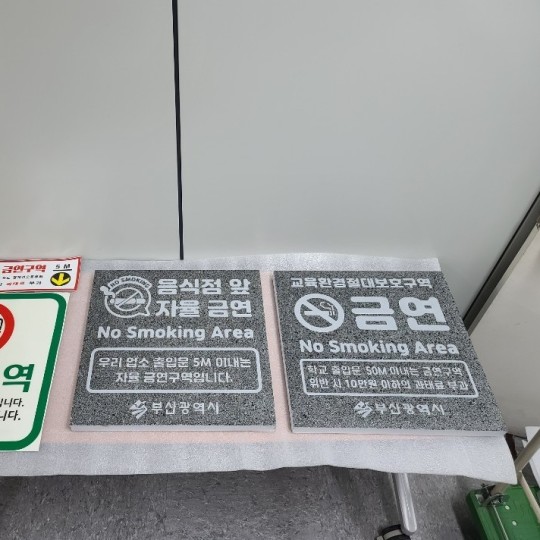 금연구역 5M
역
니다.
니다.
NO SMOKING
음식점 앞
자율 금연
No Smoking Area
우리 업소 출입문 5M 이내는
자율 금연구역입니다.
부산광역시
교육환경절대보호구역
금연
No Smoking Area
학교 출입문 50M 이내는 금연구역
위반 시 10만원 이하의 과태료 부과
부산광역시